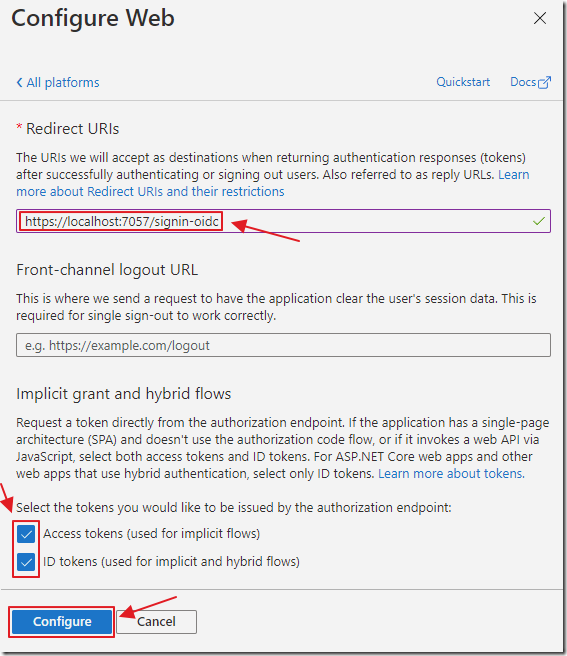 Configure Web
All platforms
Quickstart
Docs
* Redirect URIs
The URIs we will accept as destinations when returning authentication responses (tokens)
after successfully authenticating or signing out users. Also referred to as reply URLs. Learn
more about Redirect URIs and their restrictions
https://localhost:7057/signin-oidc
Front-channel logout URL
This is where we send a request to have the application clear the user's session data. This is
required for single sign-out to work correctly.
e.g. https://example.com/logout
Implicit grant and hybrid flows
Request a token directly from the authorization endpoint. If the application has a single-page
architecture (SPA) and doesn't use the authorization code flow, or if it invokes a web API via
JavaScript, select both access tokens and ID tokens. For ASP.NET Core web apps and other
web apps that use hybrid authentication, select only ID tokens. Learn more about tokens.
Select the tokens you would like to be issued by the authorization endpoint:
Access tokens (used for implicit flows)
ID tokens (used for implicit and hybrid flows)
Configure
Cancel